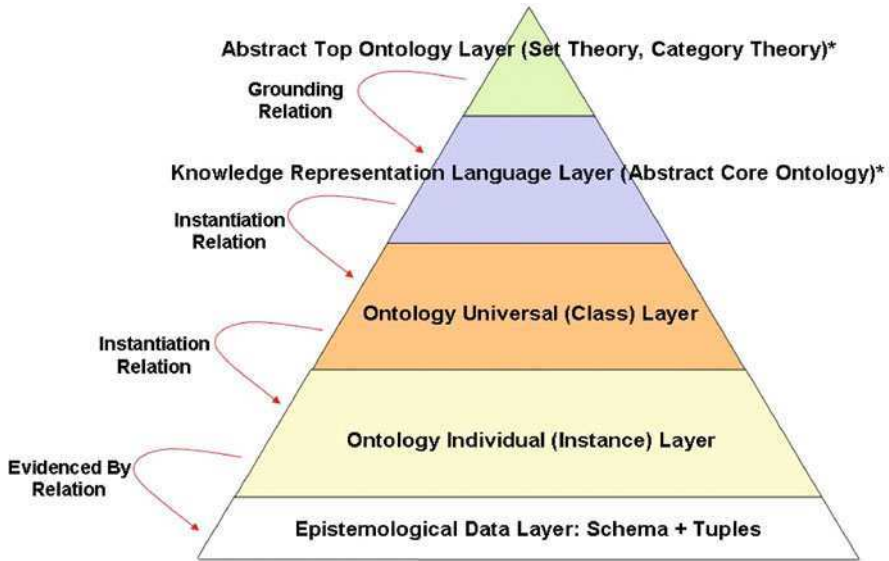 Abstract Top Ontology Layer (Set Theory, Category Theory)*
Grounding
Relation
Knowledge Representation Language Layer (Abstract Core Ontology)*
Instantiation
Relation
Ontology Universal (Class) Layer
Instantiation
Relation
Ontology Individual (Instance) Layer
Evidenced By
Relation
Epistemological Data Layer: Schema + Tuples